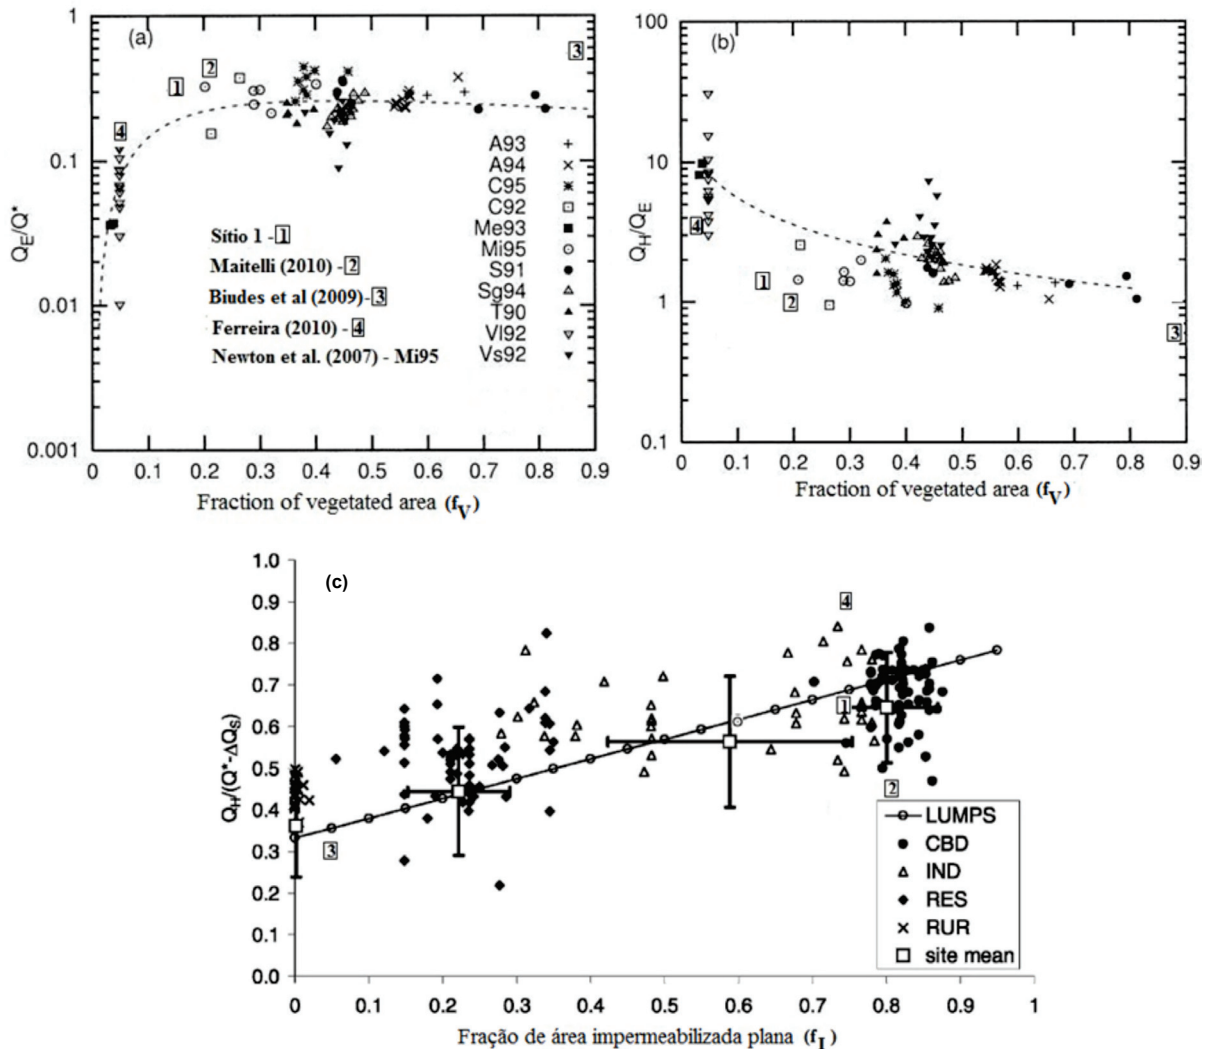 (a)
1
0.1
0.01
0.001
Q_E/Q*
0 0.1 0.2 0.3 0.4 0.5 0.6 0.7 0.8 0.9
Fraction of vegetated area (f_V)
1
2
3
4
Sítio 1 - 1
Maitelli (2010) - 2
Biudes et al (2009)- 3
Ferreira (2010) - 4
Newton et al. (2007) - Mi95
A93
A94
C95
C92
Me93
Mi95
S91
Sg94
T90
Vl92
Vs92
(b)
100
10
1
0.1
Q_H/Q_E
0 0.1 0.2 0.3 0.4 0.5 0.6 0.7 0.8 0.9
Fraction of vegetated area (f_V)
4
1
2
3
(c)
1.0
0.9
0.8
0.7
0.6
0.5
0.4
0.3
0.2
0.1
0.0
Q_H/(Q*-ΔQ_S)
0 0.1 0.2 0.3 0.4 0.5 0.6 0.7 0.8 0.9 1
Fração de área impermeabilizada plana (f_I)
4
1
2
3
LUMPS
CBD
IND
RES
RUR
site mean